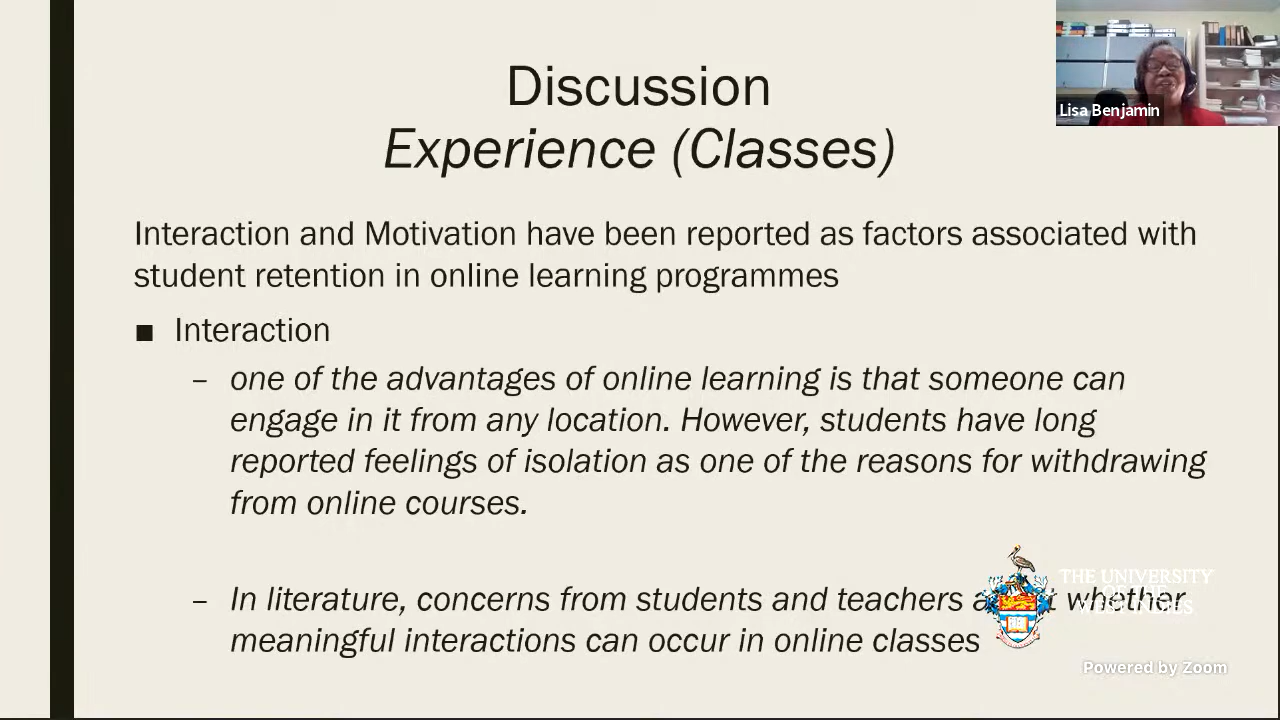 Discussion
Experience (Classes)
Lisa Benjamin
Interaction and Motivation have been reported as factors associated with
student retention in online learning programmes
■ Interaction
– one of the advantages of online learning is that someone can
engage in it from any location. However, students have long
reported feelings of isolation as one of the reasons for withdrawing
from online courses.
– In literature, concerns from students and teachers whether
meaningful interactions can occur in online classes
THE UNIVERSITY
OF THE
WEST INDIES
Powered by Zoom